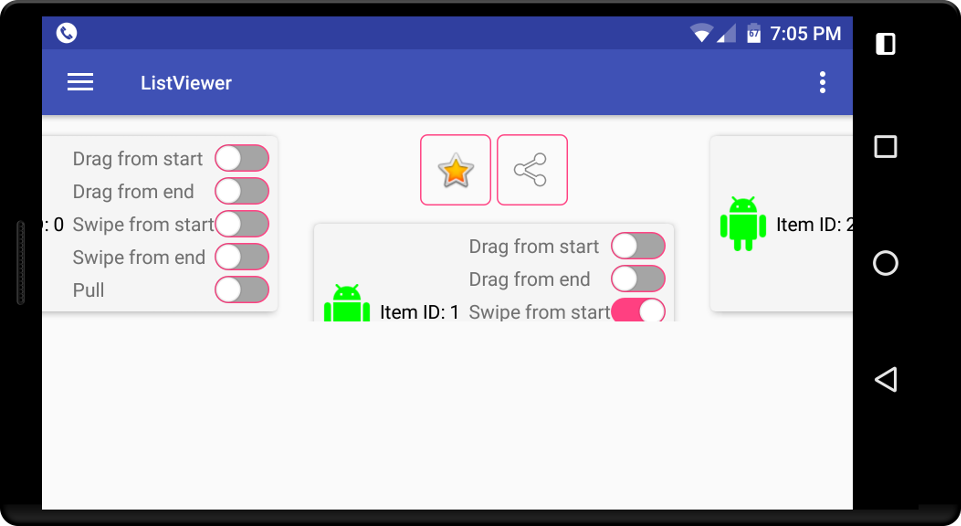 67 7:05 PM
ListViewer
Drag from start
Drag from end
: 0 Swipe from start
Swipe from end
Pull
Drag from start
Drag from end
Item ID: 1 Swipe from start
Item ID: 2